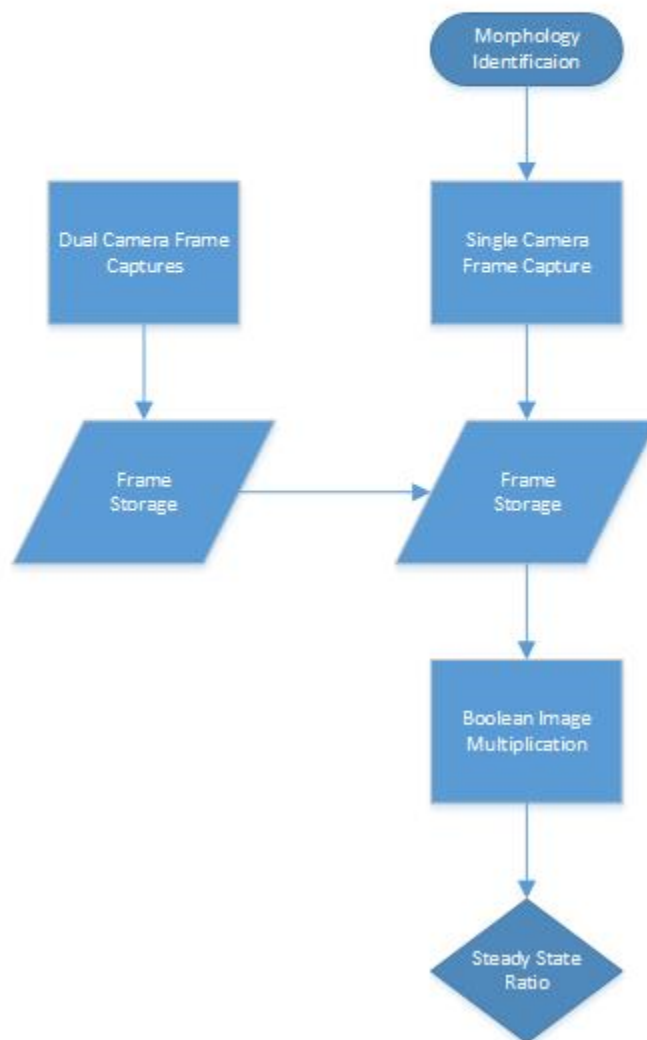 Morphology
Identificaion
Dual Camera Frame
Captures
Single Camera
Frame Capture
Frame
Storage
Frame
Storage
Boolean Image
Multiplication
Steady State
Ratio